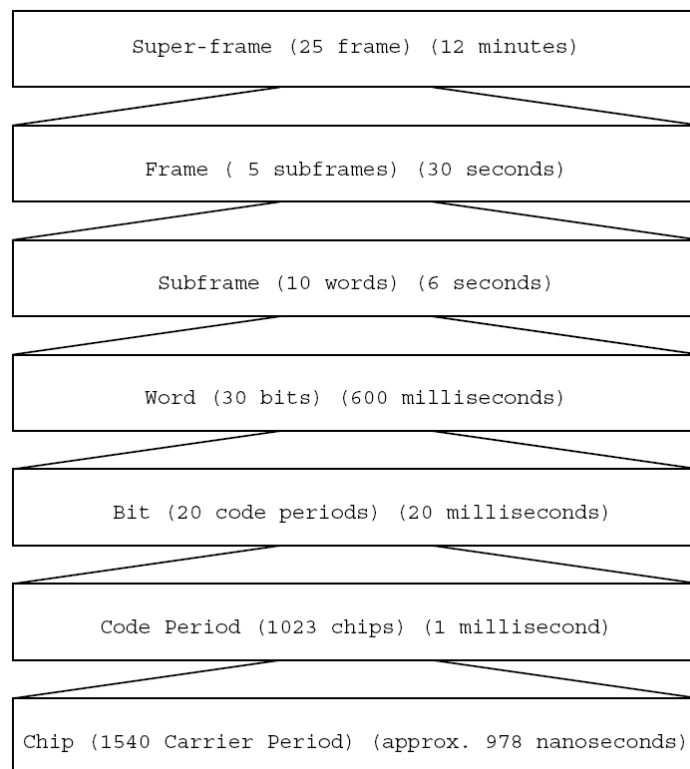 Super-frame (25 frame) (12 minutes)
Frame ( 5 subframes) (30 seconds)
Subframe (10 words) (6 seconds)
Word (30 bits) (600 milliseconds)
Bit (20 code periods) (20 milliseconds)
Code Period (1023 chips) (1 millisecond)
Chip (1540 Carrier Period) (approx. 978 nanoseconds)